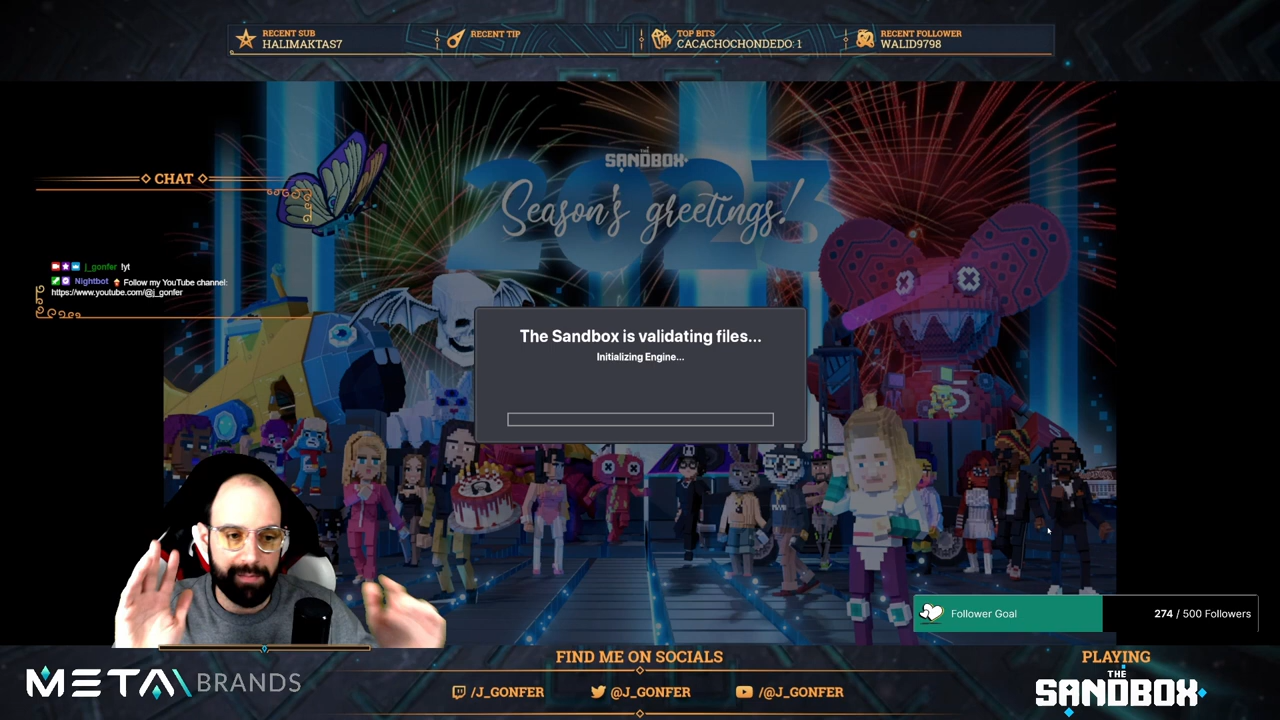 RECENT SUB
HALIMAKTAS7
RECENT TIP
TOP BITS
CACACHOCHONDEDO: 1
RECENT FOLLOWER
WALID9798
CHAT
j_gonfer !yt
Nightbot Follow my YouTube channel:
https://www.youtube.com/@j_gonfer
THE
SANDBOX
2023
Season's greetings!
The Sandbox is validating files...
Initializing Engine...
Follower Goal
274 / 500 Followers
META BRANDS
FIND ME ON SOCIALS
/J_GONFER
@J_GONFER
/@J_GONFER
PLAYING
THE
SANDBOX